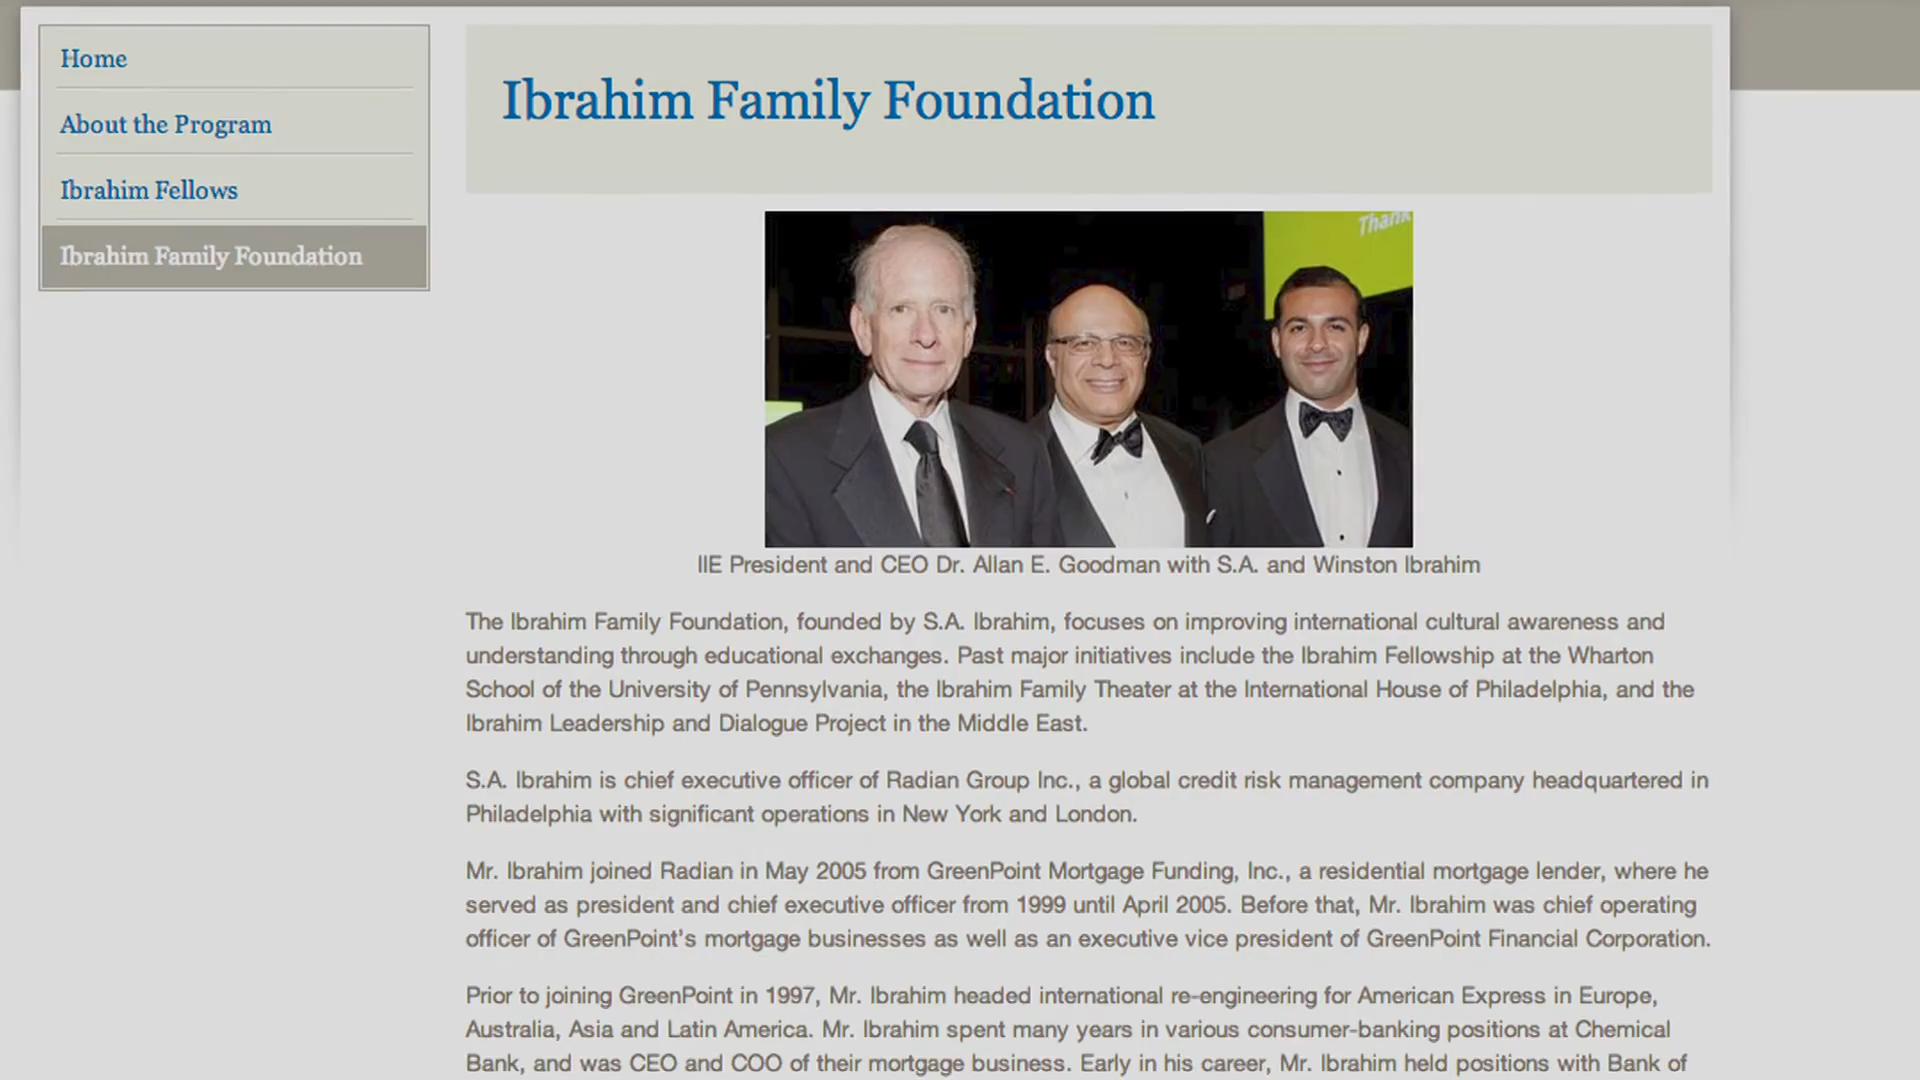 Home
About the Program
Ibrahim Fellows
Ibrahim Family Foundation
Ibrahim Family Foundation
Thank
IIE President and CEO Dr. Allan E. Goodman with S.A. and Winston Ibrahim
The Ibrahim Family Foundation, founded by S.A. Ibrahim, focuses on improving international cultural awareness and
understanding through educational exchanges. Past major initiatives include the Ibrahim Fellowship at the Wharton
School of the University of Pennsylvania, the Ibrahim Family Theater at the International House of Philadelphia, and the
Ibrahim Leadership and Dialogue Project in the Middle East.
S.A. Ibrahim is chief executive officer of Radian Group Inc., a global credit risk management company headquartered in
Philadelphia with significant operations in New York and London.
Mr. Ibrahim joined Radian in May 2005 from GreenPoint Mortgage Funding, Inc., a residential mortgage lender, where he
served as president and chief executive officer from 1999 until April 2005. Before that, Mr. Ibrahim was chief operating
officer of GreenPoint's mortgage businesses as well as an executive vice president of GreenPoint Financial Corporation.
Prior to joining GreenPoint in 1997, Mr. Ibrahim headed international re-engineering for American Express in Europe,
Australia, Asia and Latin America. Mr. Ibrahim spent many years in various consumer-banking positions at Chemical
Bank, and was CEO and COO of their mortgage business. Early in his career, Mr. Ibrahim held positions with Bank of